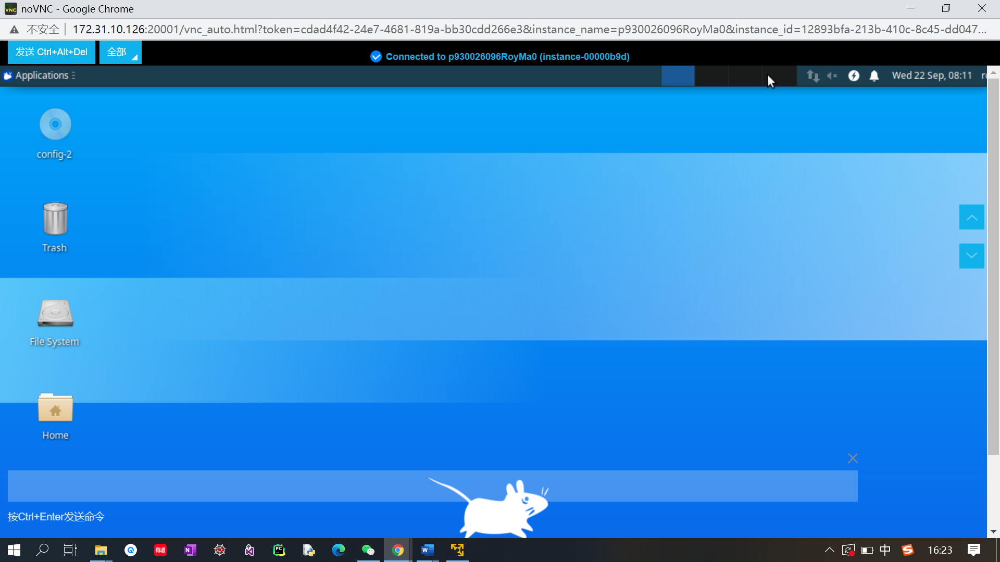 noVNC - Google Chrome
不安全
172.31.10.126:20001/vnc_auto.html?token=cdad4f42-24e7-4681-819a-bb30cdd266e3&instance_name=p930026096RoyMa0&instance_id=12893bfa-213b-410c-8c45-dd047...
发送 Ctrl+Alt+Del
全部
Connected to p930026096RoyMa0 (instance-00000b9d)
Applications
Wed 22 Sep, 08:11
config-2
Trash
File System
Home
按Ctrl+Enter发送命令
有道
中
16:23